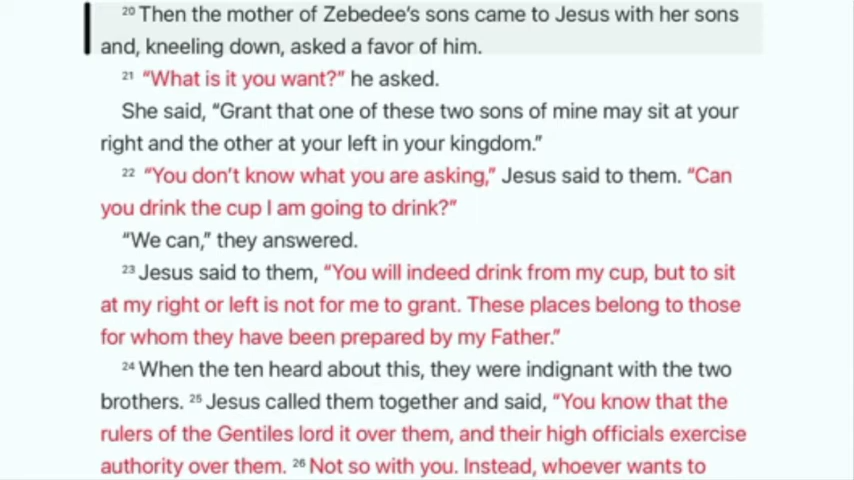 20 Then the mother of Zebedee’s sons came to Jesus with her sons
and, kneeling down, asked a favor of him.
21 “What is it you want?” he asked.
She said, “Grant that one of these two sons of mine may sit at your
right and the other at your left in your kingdom.”
22 “You don’t know what you are asking,” Jesus said to them. “Can
you drink the cup I am going to drink?”
“We can,” they answered.
23 Jesus said to them, “You will indeed drink from my cup, but to sit
at my right or left is not for me to grant. These places belong to those
for whom they have been prepared by my Father.”
24 When the ten heard about this, they were indignant with the two
brothers. 25 Jesus called them together and said, “You know that the
rulers of the Gentiles lord it over them, and their high officials exercise
authority over them. 26 Not so with you. Instead, whoever wants to